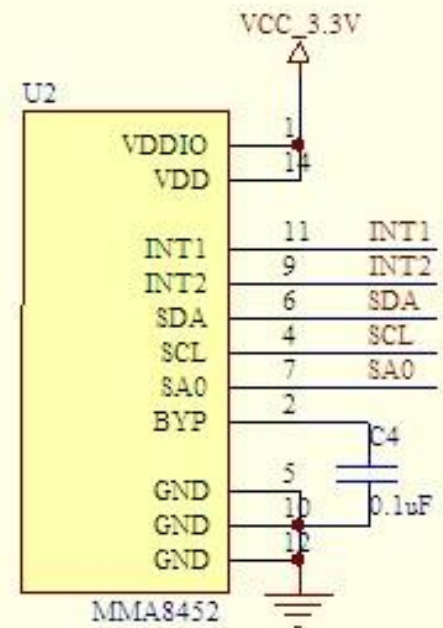 VCC_3.3V
U2
VDDIO 1
VDD 14
INT1 11 INT1
INT2 9 INT2
SDA 6 SDA
SCL 4 SCL
SA0 7 SA0
BYP 2
C4
GND 5
0.1uF
GND 10
GND 12
MMA8452